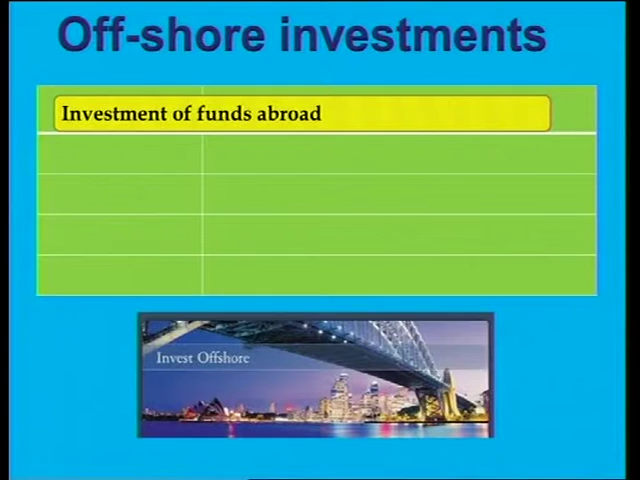 Off-shore investments
Investment of funds abroad
Invest Offshore